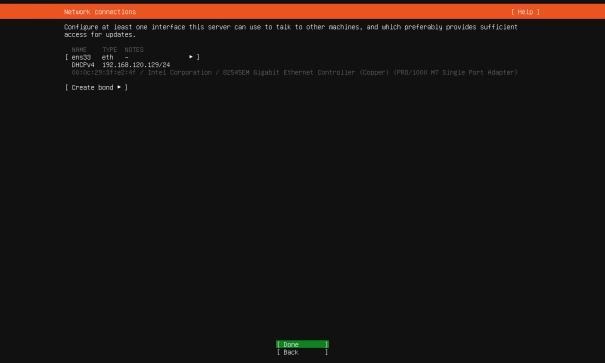 Network connections [ Help ]
Configure at least one interface this server can use to talk to other machines, and which preferably provides sufficient
access for updates.
NAME TYPE NOTES
[ ens33 eth - ▸ ]
DHCPv4 192.168.120.129/24
00:0c:29:3f:e2:4f / Intel Corporation / 82545EM Gigabit Ethernet Controller (Copper) (PRO/1000 MT Single Port Adapter)
[ Create bond ▸ ]
[ Done ]
[ Back ]